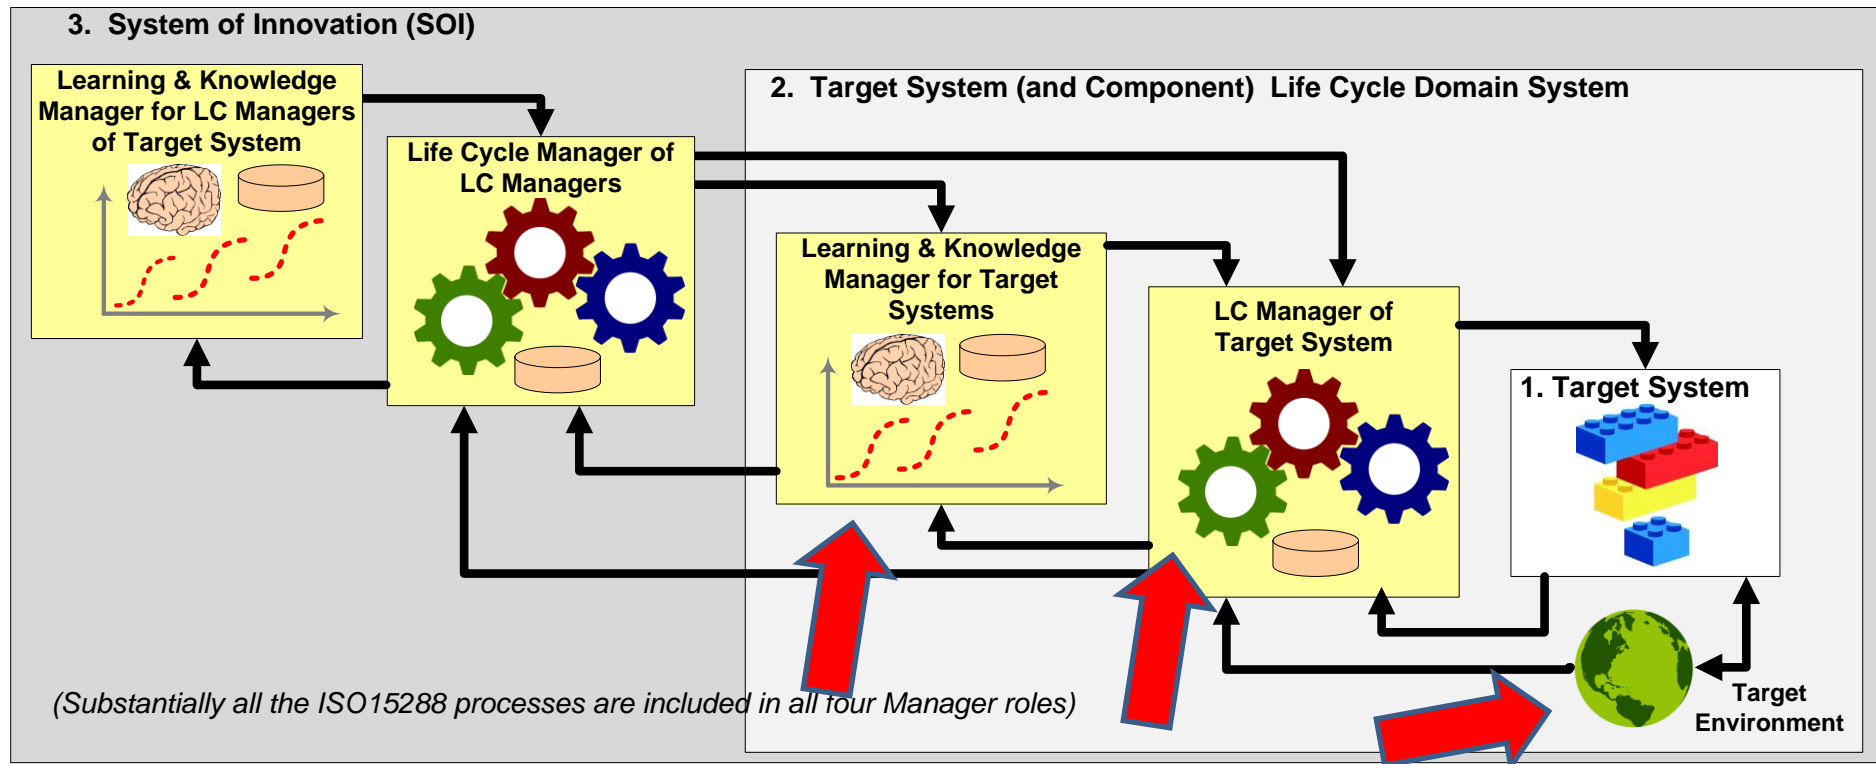 3.  System of Innovation (SOI)
Learning & Knowledge
Manager for LC Managers
of Target System
2.  Target System (and Component)  Life Cycle Domain System
Life Cycle Manager of
LC Managers
Learning & Knowledge
Manager for Target
Systems
LC Manager of
Target System
1. Target System
Target
Environment
(Substantially all the ISO15288 processes are included in all four Manager roles)